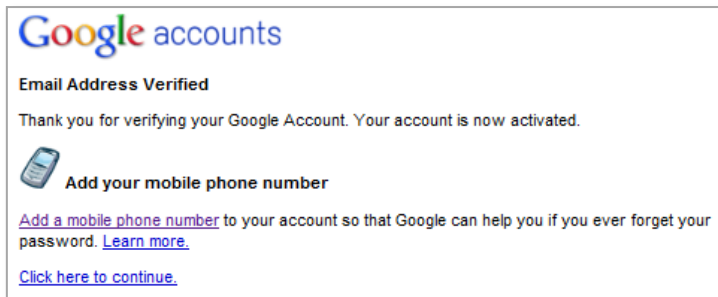 Google accounts
Email Address Verified
Thank you for verifying your Google Account. Your account is now activated.
Add your mobile phone number
Add a mobile phone number to your account so that Google can help you if you ever forget your
password. Learn more.
Click here to continue.